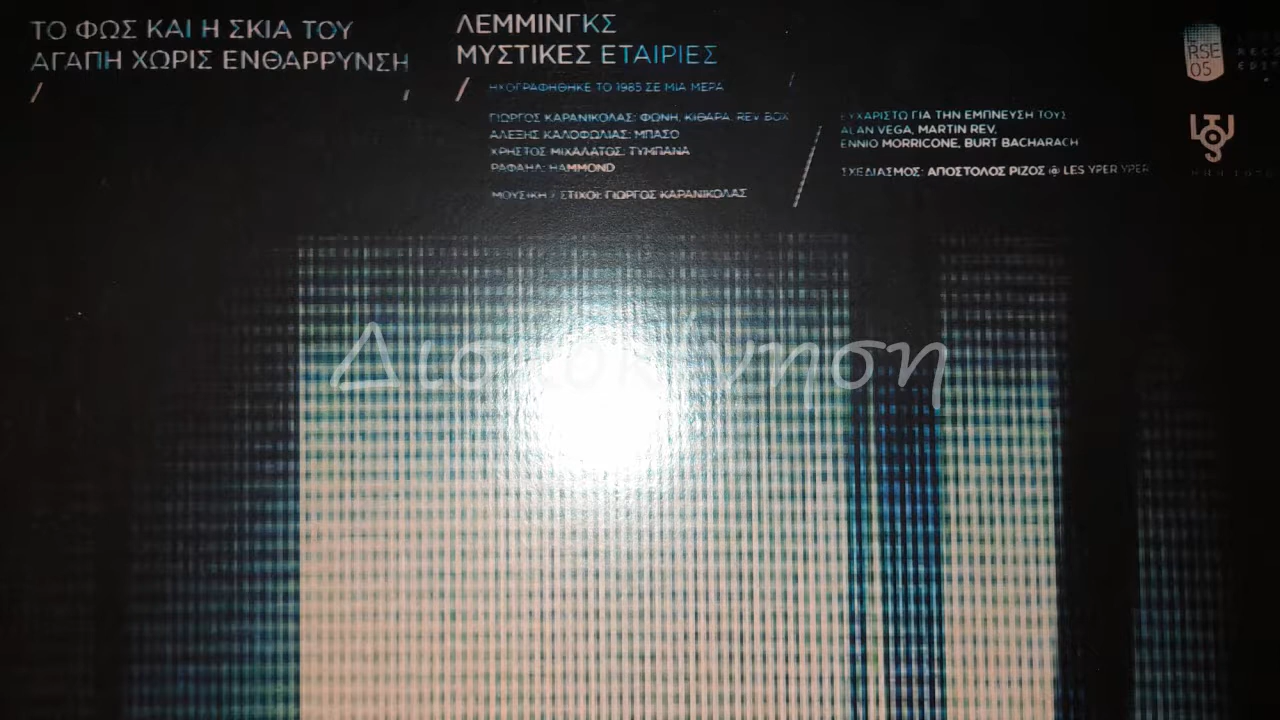 ΤΟ ΦΩΣ ΚΑΙ Η ΣΚΙΑ ΤΟΥ
ΑΓΑΠΗ ΧΩΡΙΣ ΕΝΘΑΡΡΥΝΣΗ
/ /
ΛΕΜΜΙΝΓΚΣ
ΜΥΣΤΙΚΕΣ ΕΤΑΙΡΙΕΣ
/ ΗΧΟΓΡΑΦΗΘΗΚΕ ΤΟ 1985 ΣΕ ΜΙΑ ΜΕΡΑ /
ΓΙΩΡΓΟΣ ΚΑΡΑΝΙΚΟΛΑΣ: ΦΩΝΗ, ΚΙΘΑΡΑ, REV BOX
ΑΛΕΞΗΣ ΚΑΛΟΦΩΛΙΑΣ: ΜΠΑΣΟ
ΧΡΗΣΤΟΣ ΜΙΧΑΛΑΤΟΣ: ΤΥΜΠΑΝΑ
ΡΑΦΑΗΛ: HAMMOND
ΜΟΥΣΙΚΗ / ΣΤΙΧΟΙ: ΓΙΩΡΓΟΣ ΚΑΡΑΝΙΚΟΛΑΣ
/
ΕΥΧΑΡΙΣΤΩ ΓΙΑ ΤΗΝ ΕΜΠΝΕΥΣΗ ΤΟΥΣ
ALAN VEGA, MARTIN REV,
ENNIO MORRICONE, BURT BACHARACH
ΣΧΕΔΙΑΣΜΟΣ: ΑΠΟΣΤΟΛΟΣ ΡΙΖΟΣ @ LES YPER YPER
RSE
05
Δισκοκίνηση